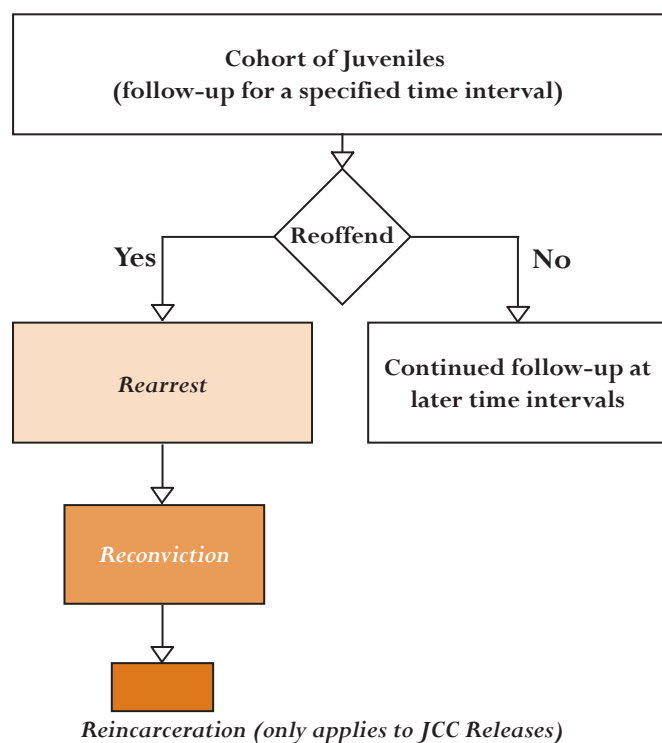 Cohort of Juveniles
(follow-up for a specified time interval)
Reoffend
Yes
No
Rearrest
Continued follow-up at
later time intervals
Reconviction
Reincarceration (only applies to JCC Releases)